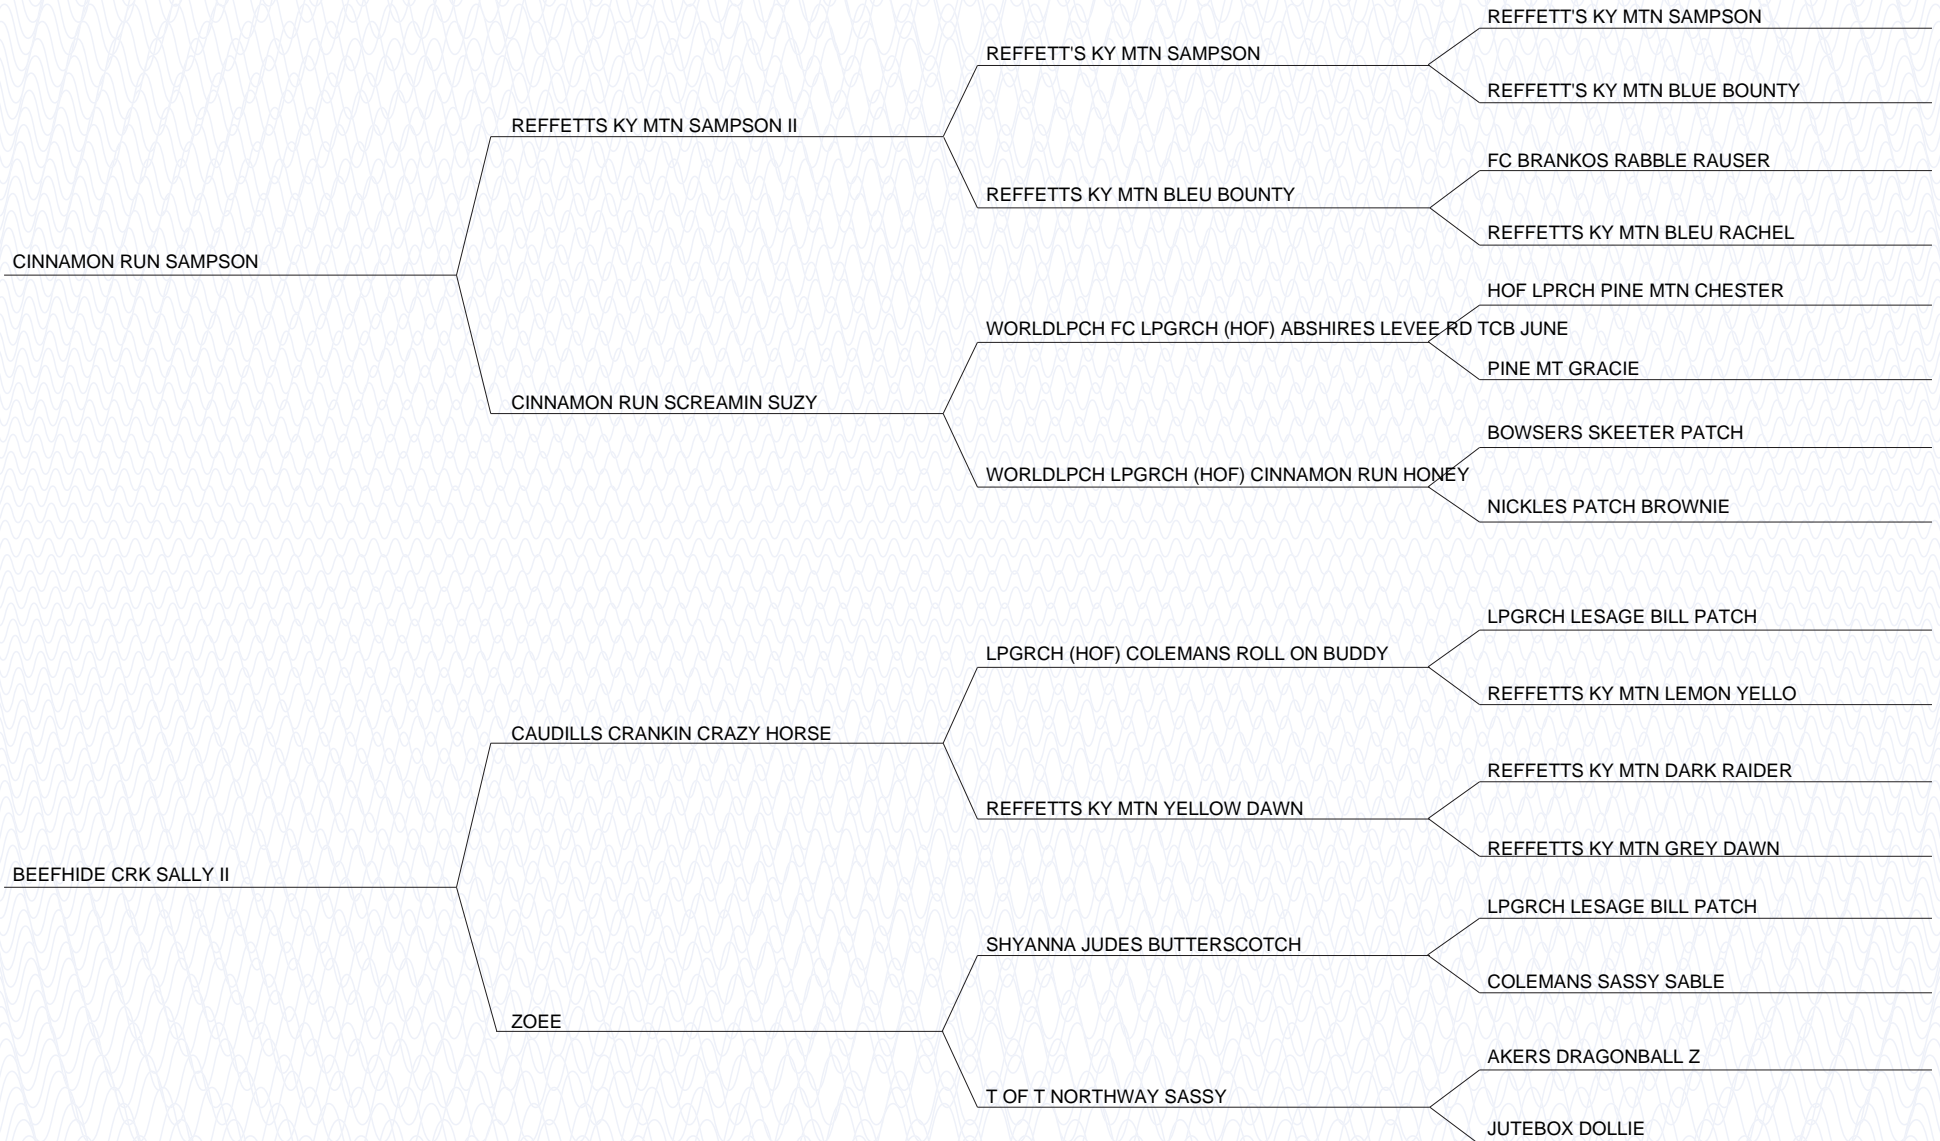 REFFETT'S KY MTN SAMPSON
REFFETT'S KY MTN SAMPSON
REFFETT'S KY MTN BLUE BOUNTY
REFFETTS KY MTN SAMPSON II
FC BRANKOS RABBLE RAUSER
REFFETTS KY MTN BLEU BOUNTY
REFFETTS KY MTN BLEU RACHEL
CINNAMON RUN SAMPSON
HOF LPRCH PINE MTN CHESTER
WORLDLPCH FC LPGRCH (HOF) ABSHIRES LEVEE RD TCB JUNE
PINE MT GRACIE
CINNAMON RUN SCREAMIN SUZY
BOWSERS SKEETER PATCH
WORLDLPCH LPGRCH (HOF) CINNAMON RUN HONEY
NICKLES PATCH BROWNIE
LPGRCH LESAGE BILL PATCH
LPGRCH (HOF) COLEMANS ROLL ON BUDDY
REFFETTS KY MTN LEMON YELLO
CAUDILLS CRANKIN CRAZY HORSE
REFFETTS KY MTN DARK RAIDER
REFFETTS KY MTN YELLOW DAWN
REFFETTS KY MTN GREY DAWN
BEEFHIDE CRK SALLY II
LPGRCH LESAGE BILL PATCH
SHYANNA JUDES BUTTERSCOTCH
COLEMANS SASSY SABLE
ZOEE
AKERS DRAGONBALL Z
T OF T NORTHWAY SASSY
JUTEBOX DOLLIE